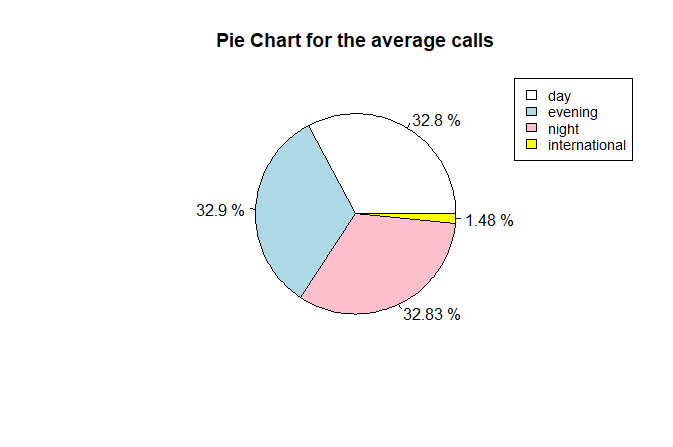 Pie Chart for the average calls
day
evening
night
international
32.8 %
32.9 %
1.48 %
32.83 %